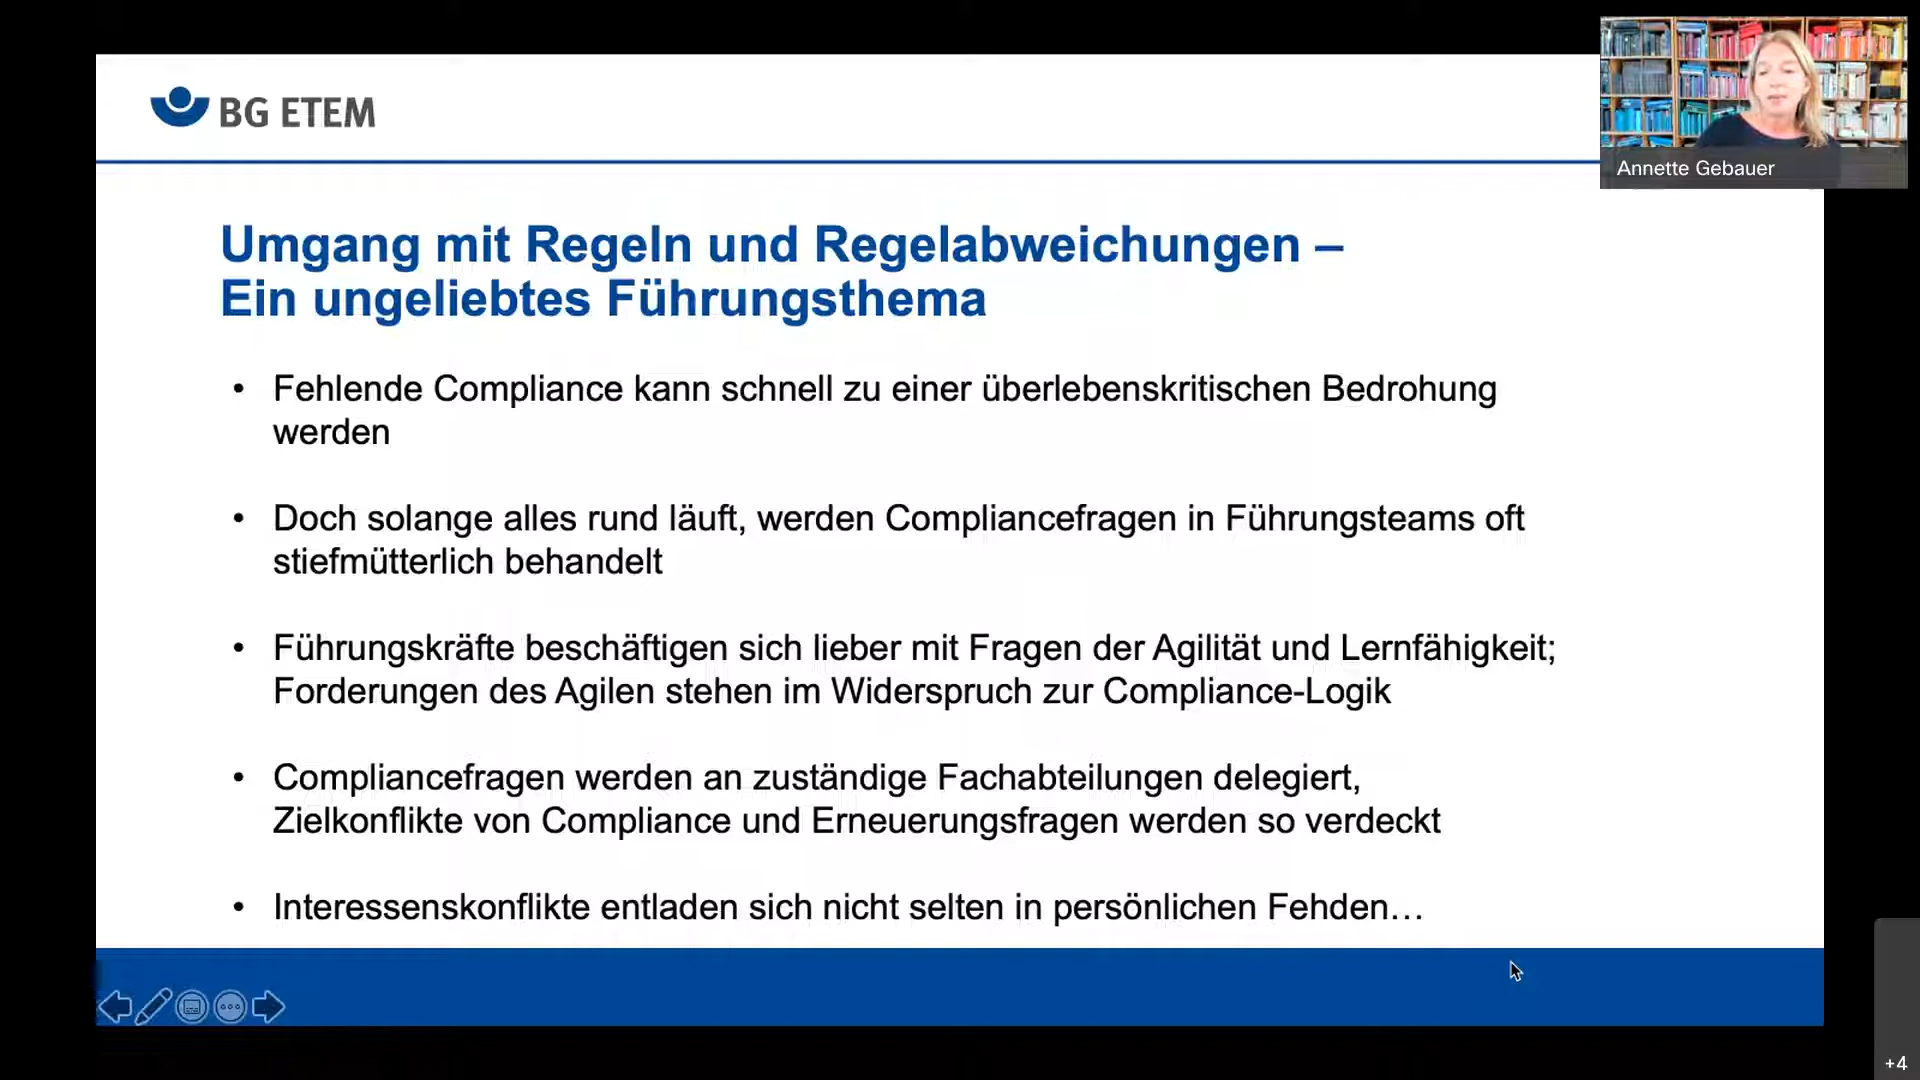 BG ETEM
Annette Gebauer
Umgang mit Regeln und Regelabweichungen –
Ein ungeliebtes Führungsthema
• Fehlende Compliance kann schnell zu einer überlebenskritischen Bedrohung
werden
• Doch solange alles rund läuft, werden Compliancefragen in Führungsteams oft
stiefmütterlich behandelt
• Führungskräfte beschäftigen sich lieber mit Fragen der Agilität und Lernfähigkeit;
Forderungen des Agilen stehen im Widerspruch zur Compliance-Logik
• Compliancefragen werden an zuständige Fachabteilungen delegiert,
Zielkonflikte von Compliance und Erneuerungsfragen werden so verdeckt
• Interessenskonflikte entladen sich nicht selten in persönlichen Fehden…
+4